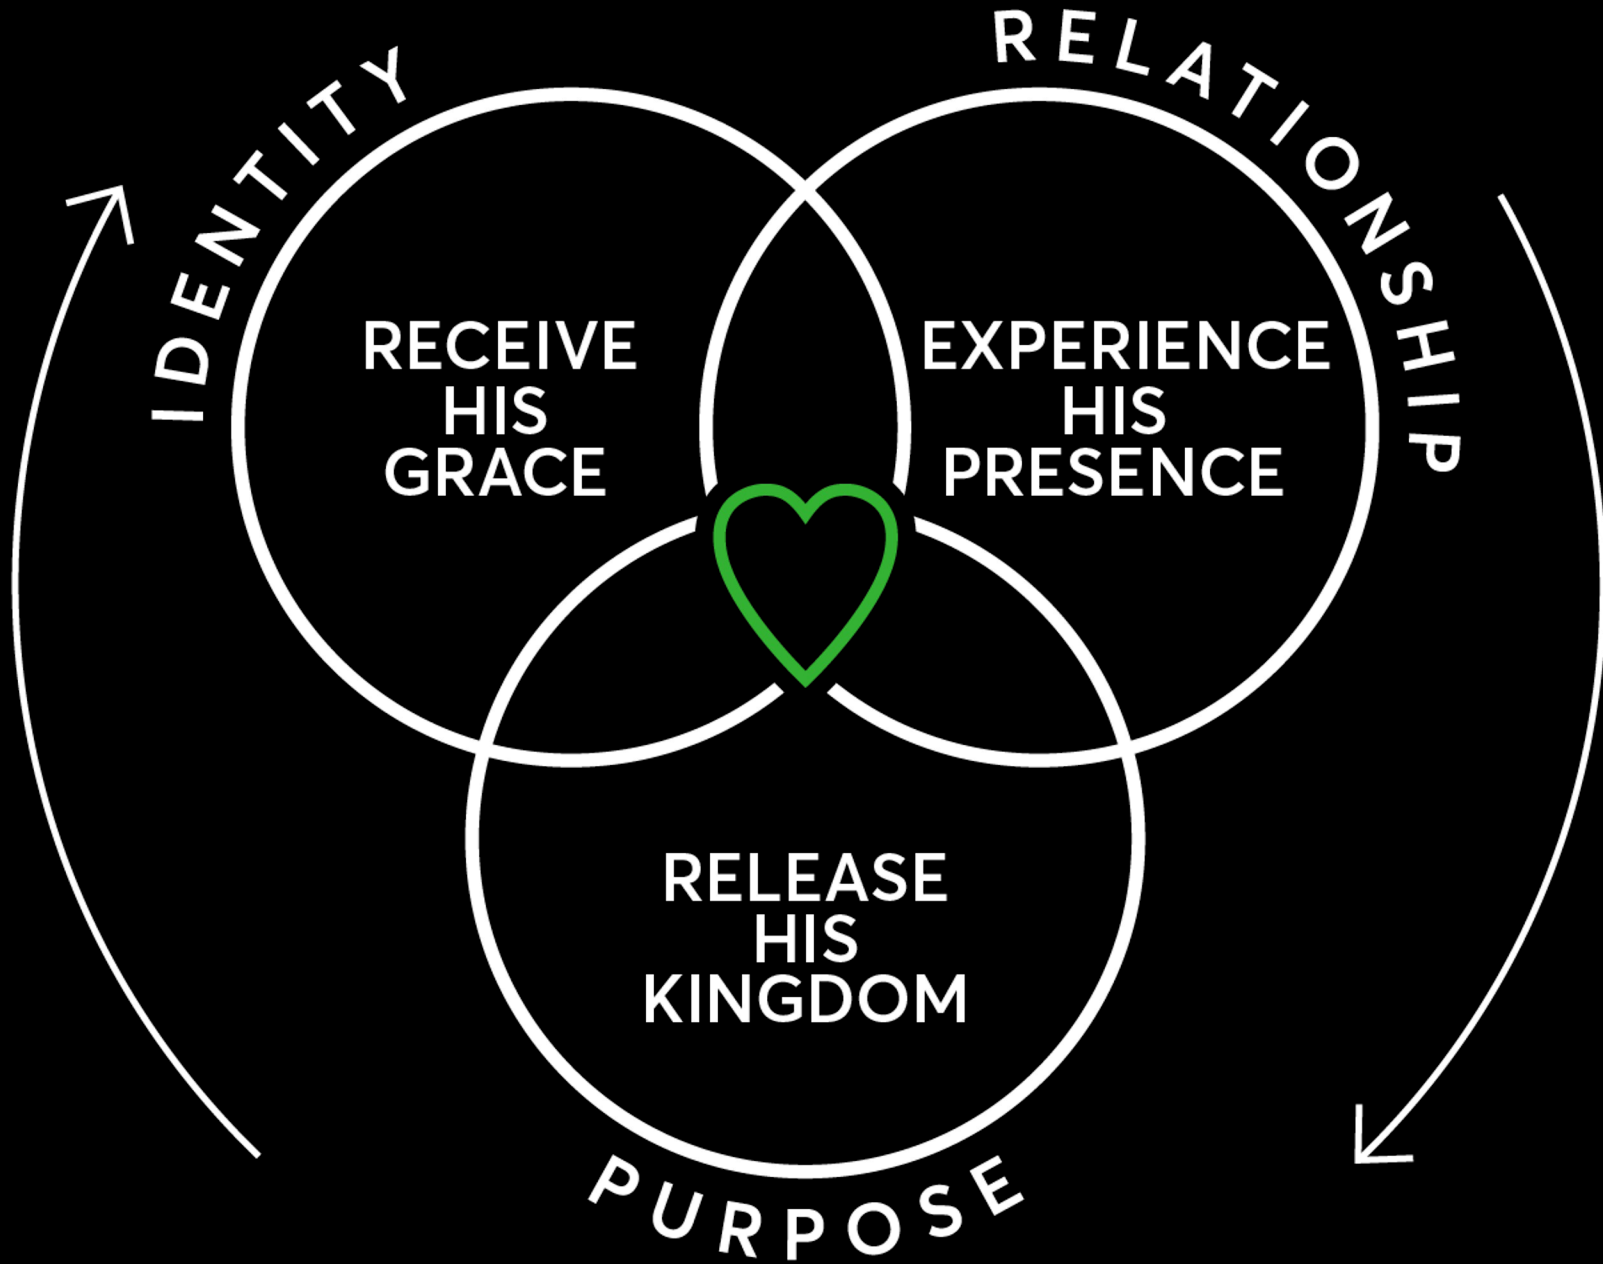 IDENTITY
RELATIONSHIP
RECEIVE
HIS
GRACE
EXPERIENCE
HIS
PRESENCE
RELEASE
HIS
KINGDOM
PURPOSE